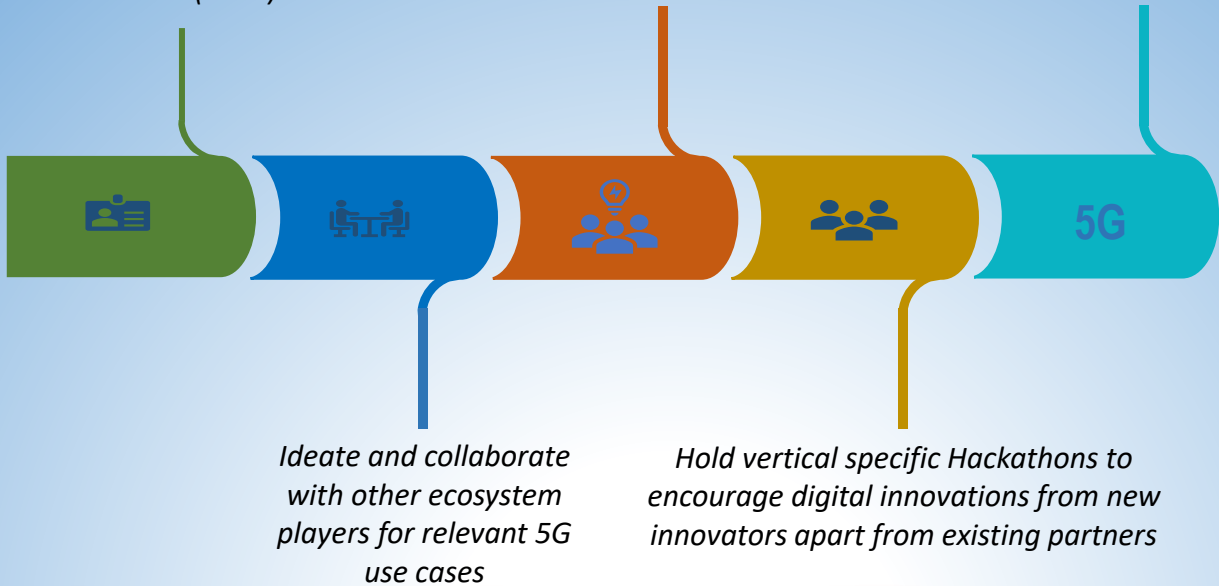 5G
Ideate and collaborate
with other ecosystem
players for relevant 5G
use cases
Hold vertical specific Hackathons to
encourage digital innovations from new
innovators apart from existing partners